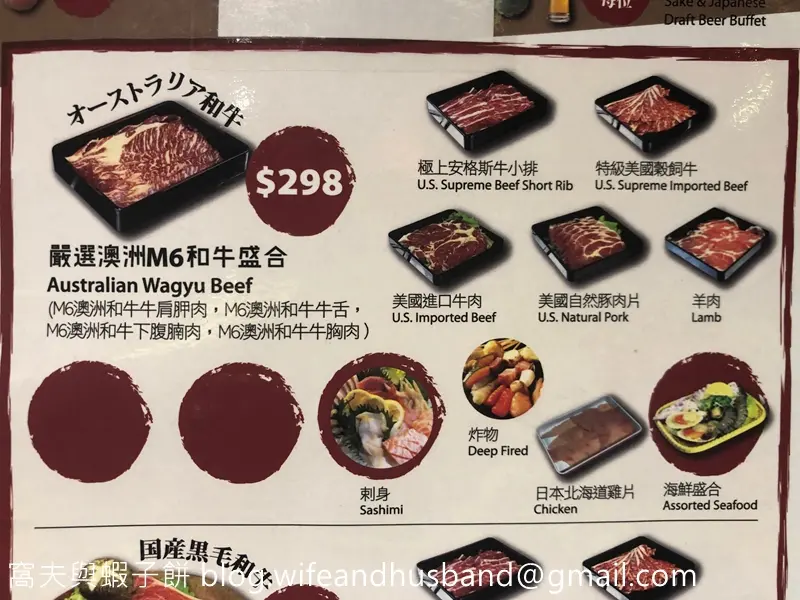 每位
Sake & Japanese
Draft Beer Buffet
オーストラリア和牛
$298
嚴選澳洲M6和牛盛合
Australian Wagyu Beef
(M6澳洲和牛牛肩胛肉，M6澳洲和牛牛舌，
M6澳洲和牛下腹腩肉，M6澳洲和牛牛胸肉)
極上安格斯牛小排
U.S. Supreme Beef Short Rib
特級美國穀飼牛
U.S. Supreme Imported Beef
美國進口牛肉
U.S. Imported Beef
美國自然豚肉片
U.S. Natural Pork
羊肉
Lamb
刺身
Sashimi
炸物
Deep Fired
日本北海道雞片
Chicken
海鮮盛合
Assorted Seafood
国産黒毛和牛
窩夫與蝦子餅 blog.wifeandhusband@gmail.com